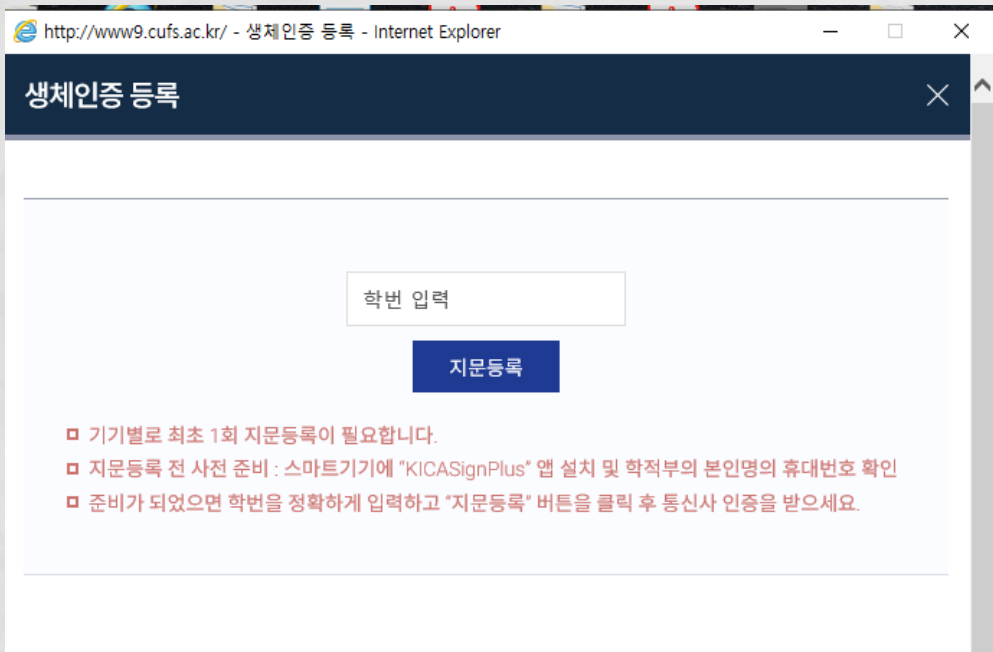 http://www9.cufs.ac.kr/ - 생체인증 등록 - Internet Explorer
생체인증 등록
학번 입력
지문등록
기기별로 최초 1회 지문등록이 필요합니다.
지문등록 전 사전 준비 : 스마트기기에 “KICASignPlus” 앱 설치 및 학적부의 본인명의 휴대번호 확인
준비가 되었으면 학번을 정확하게 입력하고 “지문등록” 버튼을 클릭 후 통신사 인증을 받으세요.